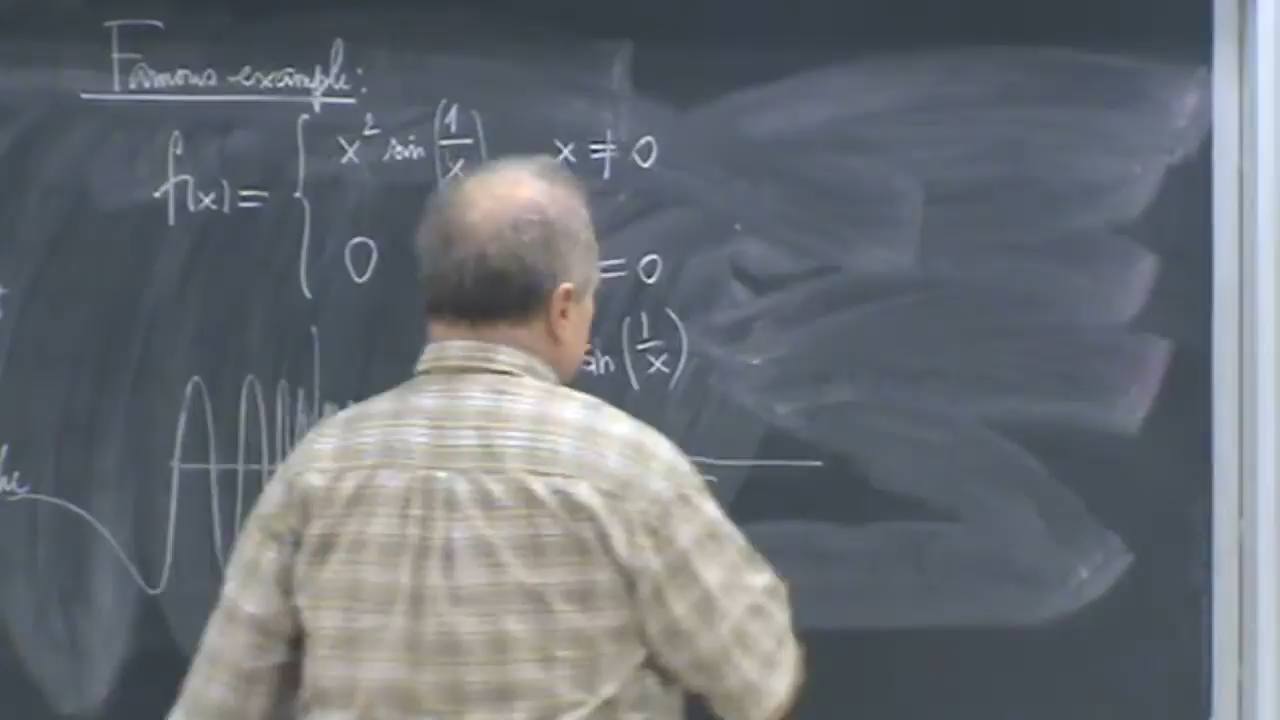 Famous example:
f(x) = { x² sin(1/x) x ≠ 0
0 = 0
sin(1/x)